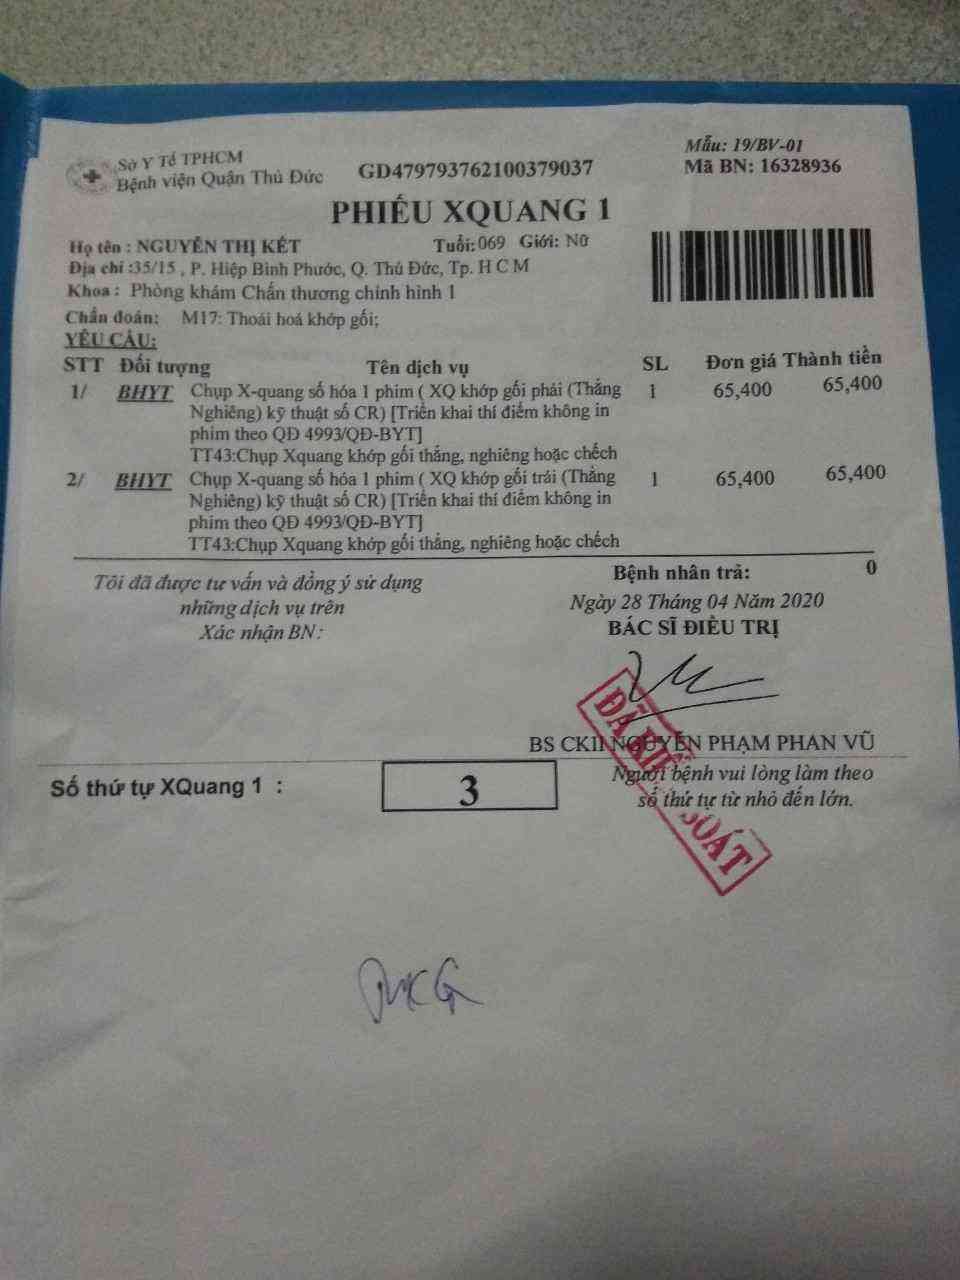 Sở Y Tế TPHCM
Bệnh viện Quận Thủ Đức
GD479793762100379037
Mẫu: 19/BV-01
Mã BN: 16328936
PHIẾU XQUANG 1
Họ tên : NGUYỄN THỊ KÉT Tuổi: 069 Giới: Nữ
Địa chỉ :35/15 , P. Hiệp Bình Phước, Q. Thủ Đức, Tp. H C M
Khoa : Phòng khám Chấn thương chỉnh hình 1
Chẩn đoán: M17: Thoái hoá khớp gối;
YÊU CẦU:
STT Đối tượng Tên dịch vụ SL Đơn giá Thành tiền
1/ BHYT Chụp X-quang số hóa 1 phim ( XQ khớp gối phải (Thẳng 1 65,400 65,400
Nghiêng) kỹ thuật số CR) [Triển khai thí điểm không in
phim theo QĐ 4993/QĐ-BYT]
TT43:Chụp Xquang khớp gối thẳng, nghiêng hoặc chếch
2/ BHYT Chụp X-quang số hóa 1 phim ( XQ khớp gối trái (Thẳng 1 65,400 65,400
Nghiêng) kỹ thuật số CR) [Triển khai thí điểm không in
phim theo QĐ 4993/QĐ-BYT]
TT43:Chụp Xquang khớp gối thẳng, nghiêng hoặc chếch
Bệnh nhân trả: 0
Tôi đã được tư vấn và đồng ý sử dụng
những dịch vụ trên
Xác nhận BN:
Ngày 28 Tháng 04 Năm 2020
BÁC SĨ ĐIỀU TRỊ
ĐÃ KIỂM SOÁT
BS CKII NGUYỄN PHẠM PHAN VŨ
Số thứ tự XQuang 1 : 3
Người bệnh vui lòng làm theo
số thứ tự từ nhỏ đến lớn.